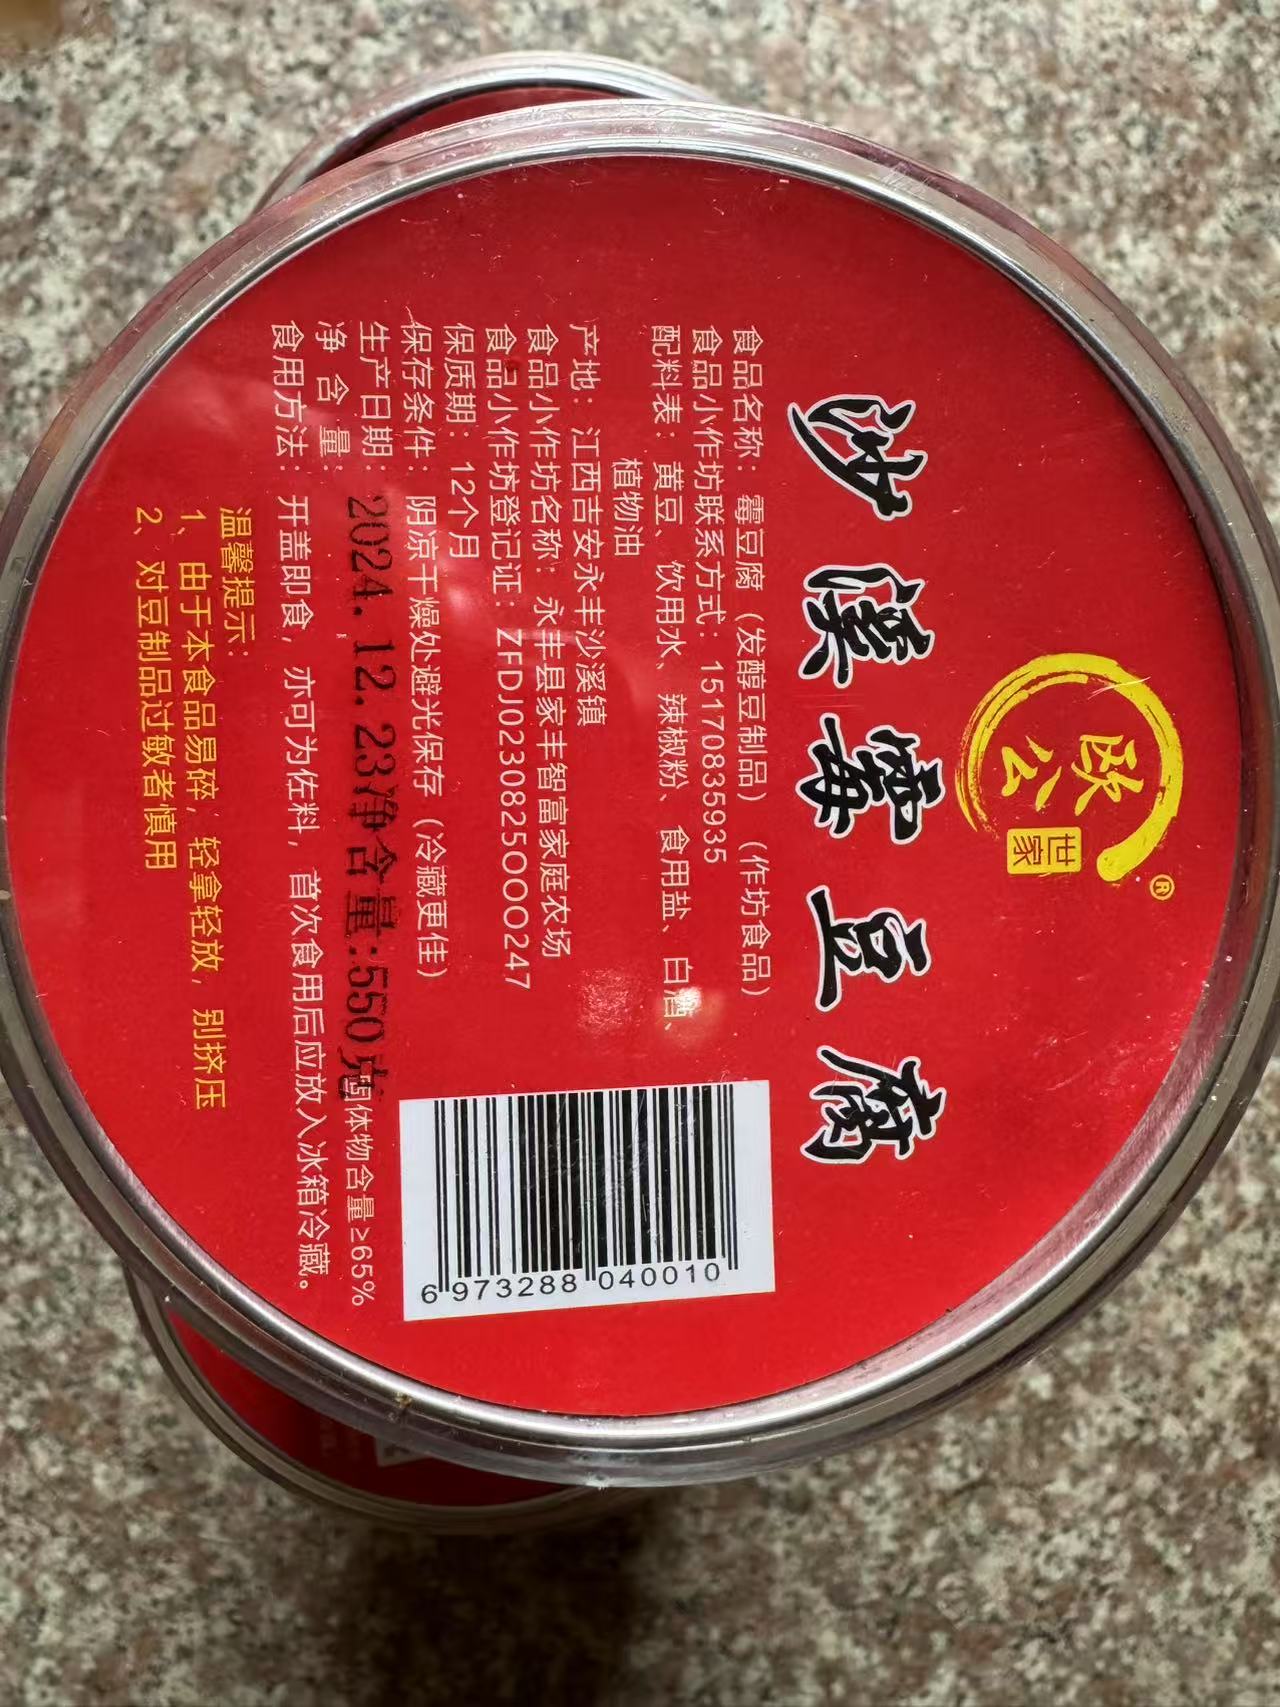 欧公
世家
®
沙溪霉豆腐
食品名称：霉豆腐（发醇豆制品）（作坊食品）
食品小作坊联系方式：15170835935
配料表：黄豆、饮用水、辣椒粉、食用盐、白酒、
植物油
产地：江西吉安永丰沙溪镇
食品小作坊名称：永丰县家丰智富家庭农场
食品小作坊登记证：ZFDJ02308250OO247
保质期：12个月
保存条件：阴凉干燥处避光保存（冷藏更佳）
生产日期：2024.12.23净含量:550克
净含量：固体物含量≥65%
食用方法：开盖即食，亦可为佐料，首次食用后应放入冰箱冷藏。
温馨提示：
1、由于本食品易碎，轻拿轻放，别挤压
2、对豆制品过敏者慎用
6 973288 040010